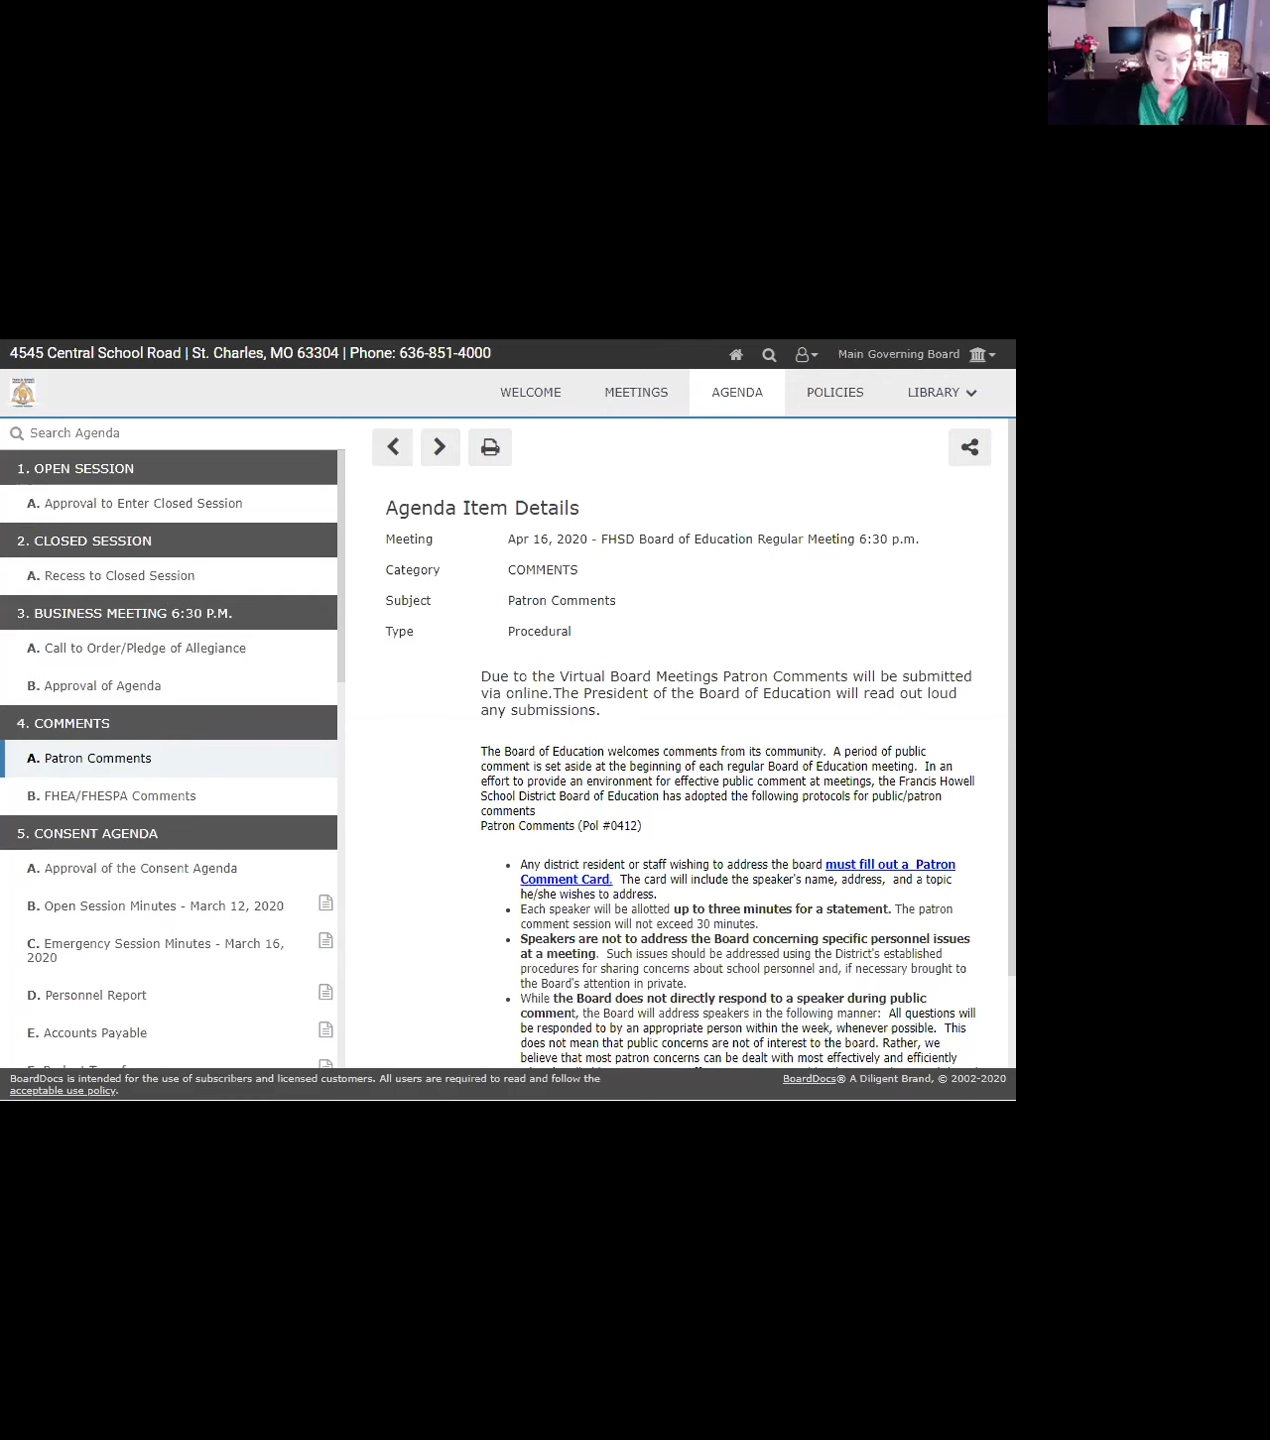 4545 Central School Road | St. Charles, MO 63304 | Phone: 636-851-4000
Main Governing Board
WELCOME
MEETINGS
AGENDA
POLICIES
LIBRARY
Search Agenda
1. OPEN SESSION
A. Approval to Enter Closed Session
2. CLOSED SESSION
A. Recess to Closed Session
3. BUSINESS MEETING 6:30 P.M.
A. Call to Order/Pledge of Allegiance
B. Approval of Agenda
4. COMMENTS
A. Patron Comments
B. FHEA/FHESPA Comments
5. CONSENT AGENDA
A. Approval of the Consent Agenda
B. Open Session Minutes - March 12, 2020
C. Emergency Session Minutes - March 16,
2020
D. Personnel Report
E. Accounts Payable
Agenda Item Details
Meeting Apr 16, 2020 - FHSD Board of Education Regular Meeting 6:30 p.m.
Category COMMENTS
Subject Patron Comments
Type Procedural
Due to the Virtual Board Meetings Patron Comments will be submitted
via online.The President of the Board of Education will read out loud
any submissions.
The Board of Education welcomes comments from its community. A period of public
comment is set aside at the beginning of each regular Board of Education meeting. In an
effort to provide an environment for effective public comment at meetings, the Francis Howell
School District Board of Education has adopted the following protocols for public/patron
comments
Patron Comments (Pol #0412)
• Any district resident or staff wishing to address the board must fill out a Patron
Comment Card. The card will include the speaker's name, address, and a topic
he/she wishes to address.
• Each speaker will be allotted up to three minutes for a statement. The patron
comment session will not exceed 30 minutes.
• Speakers are not to address the Board concerning specific personnel issues
at a meeting. Such issues should be addressed using the District's established
procedures for sharing concerns about school personnel and, if necessary brought to
the Board's attention in private.
• While the Board does not directly respond to a speaker during public
comment, the Board will address speakers in the following manner: All questions will
be responded to by an appropriate person within the week, whenever possible. This
does not mean that public concerns are not of interest to the board. Rather, we
believe that most patron concerns can be dealt with most effectively and efficiently
BoardDocs is intended for the use of subscribers and licensed customers. All users are required to read and follow the
acceptable use policy.
BoardDocs® A Diligent Brand, © 2002-2020